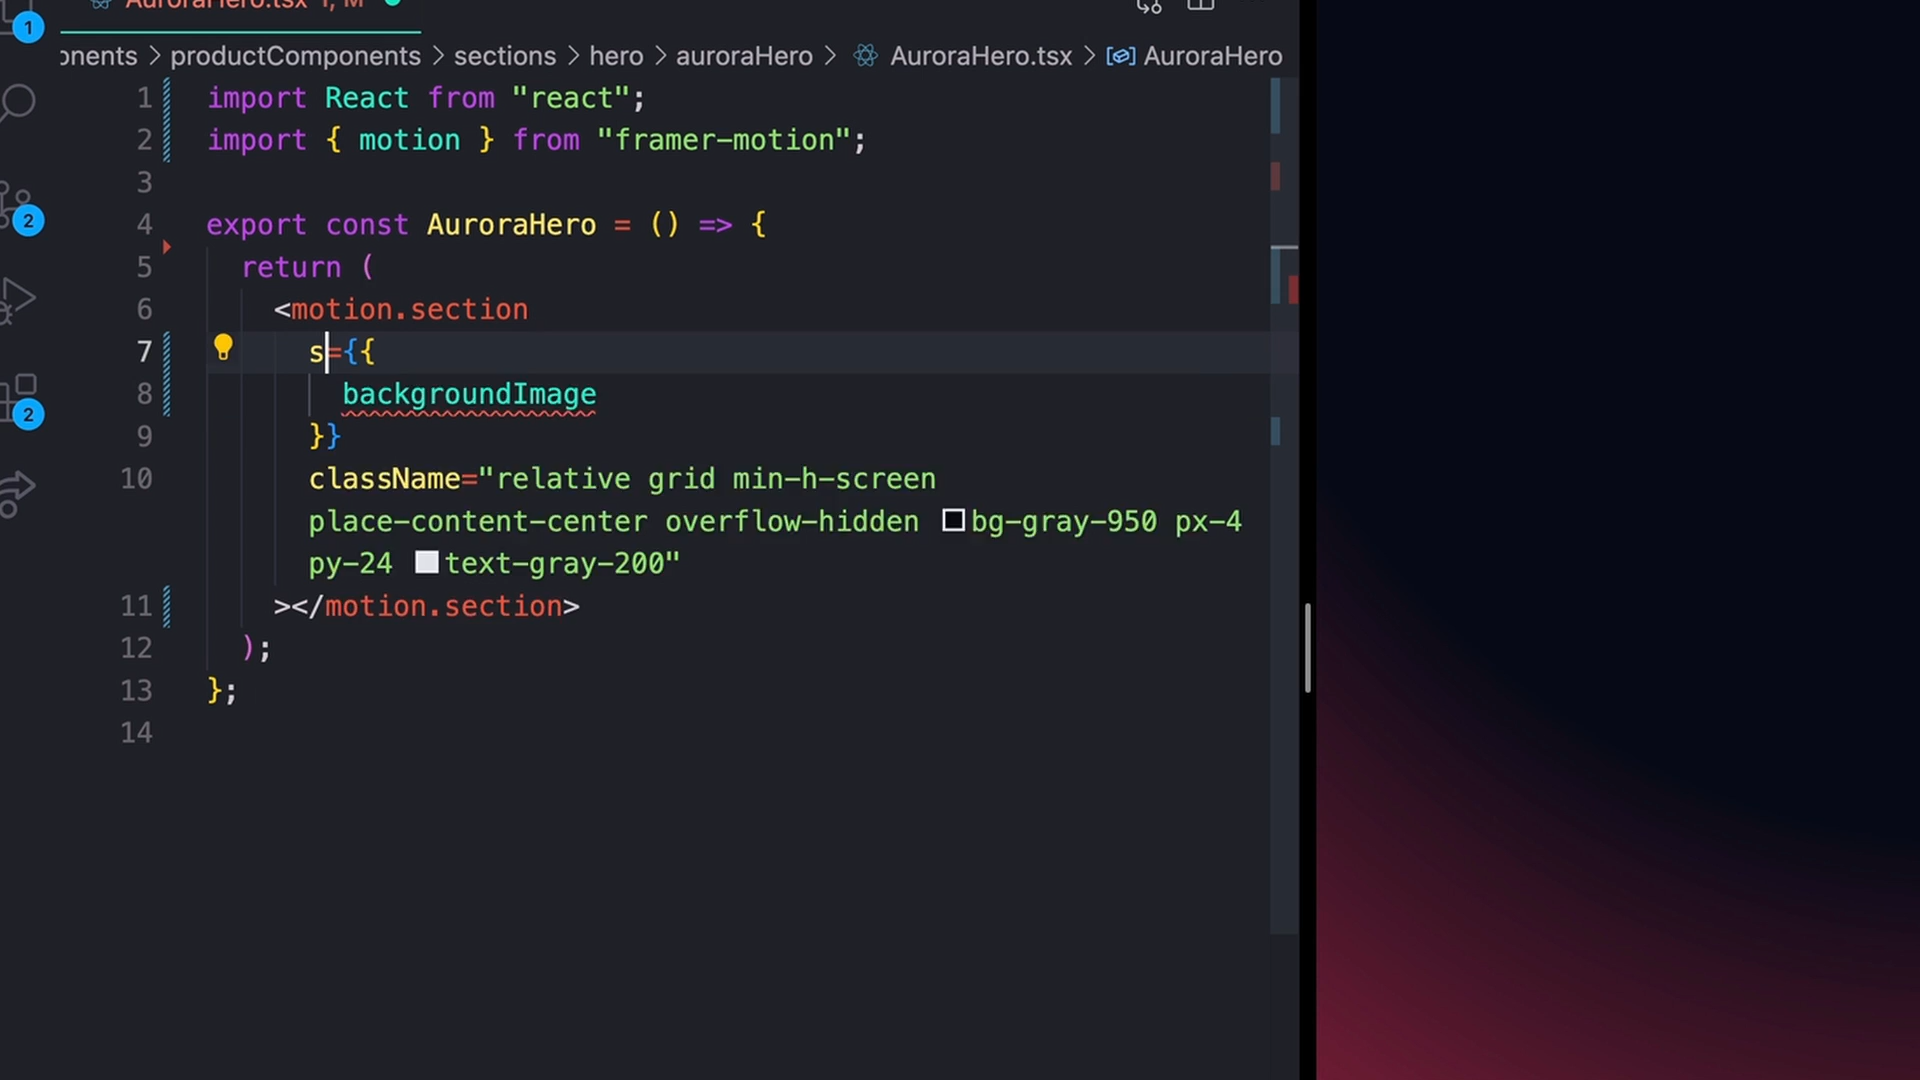 AuroraHero.tsx 1, M
1
onents > productComponents > sections > hero > auroraHero > AuroraHero.tsx > AuroraHero
1 import React from "react";
2 import { motion } from "framer-motion";
3
4 export const AuroraHero = () => {
5 return (
6 <motion.section
7 s={{
8 backgroundImage
9 }}
10 className="relative grid min-h-screen
place-content-center overflow-hidden bg-gray-950 px-4
py-24 text-gray-200"
11 ></motion.section>
12 );
13 };
14
2
2